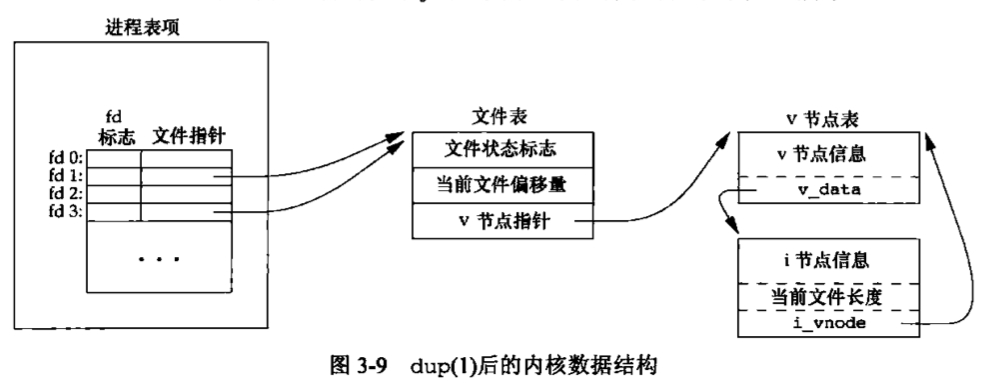 进程表项
fd
标志 文件指针
fd 0:
fd 1:
fd 2:
fd 3:
...
文件表
文件状态标志
当前文件偏移量
v 节点指针
v 节点表
v 节点信息
v_data
i 节点信息
当前文件长度
i_vnode
图 3-9 dup(1)后的内核数据结构